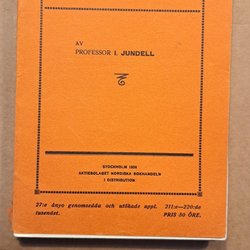 AV
PROFESSOR I. JUNDELL
STOCKHOLM 1926
AKTIEBOLAGET NORDISKA BOKHANDELN
I DISTRIBUTION
27:e ånyo genomsedda och utökade uppl. 211:e—220:de
tusendet. PRIS 50 ÖRE.